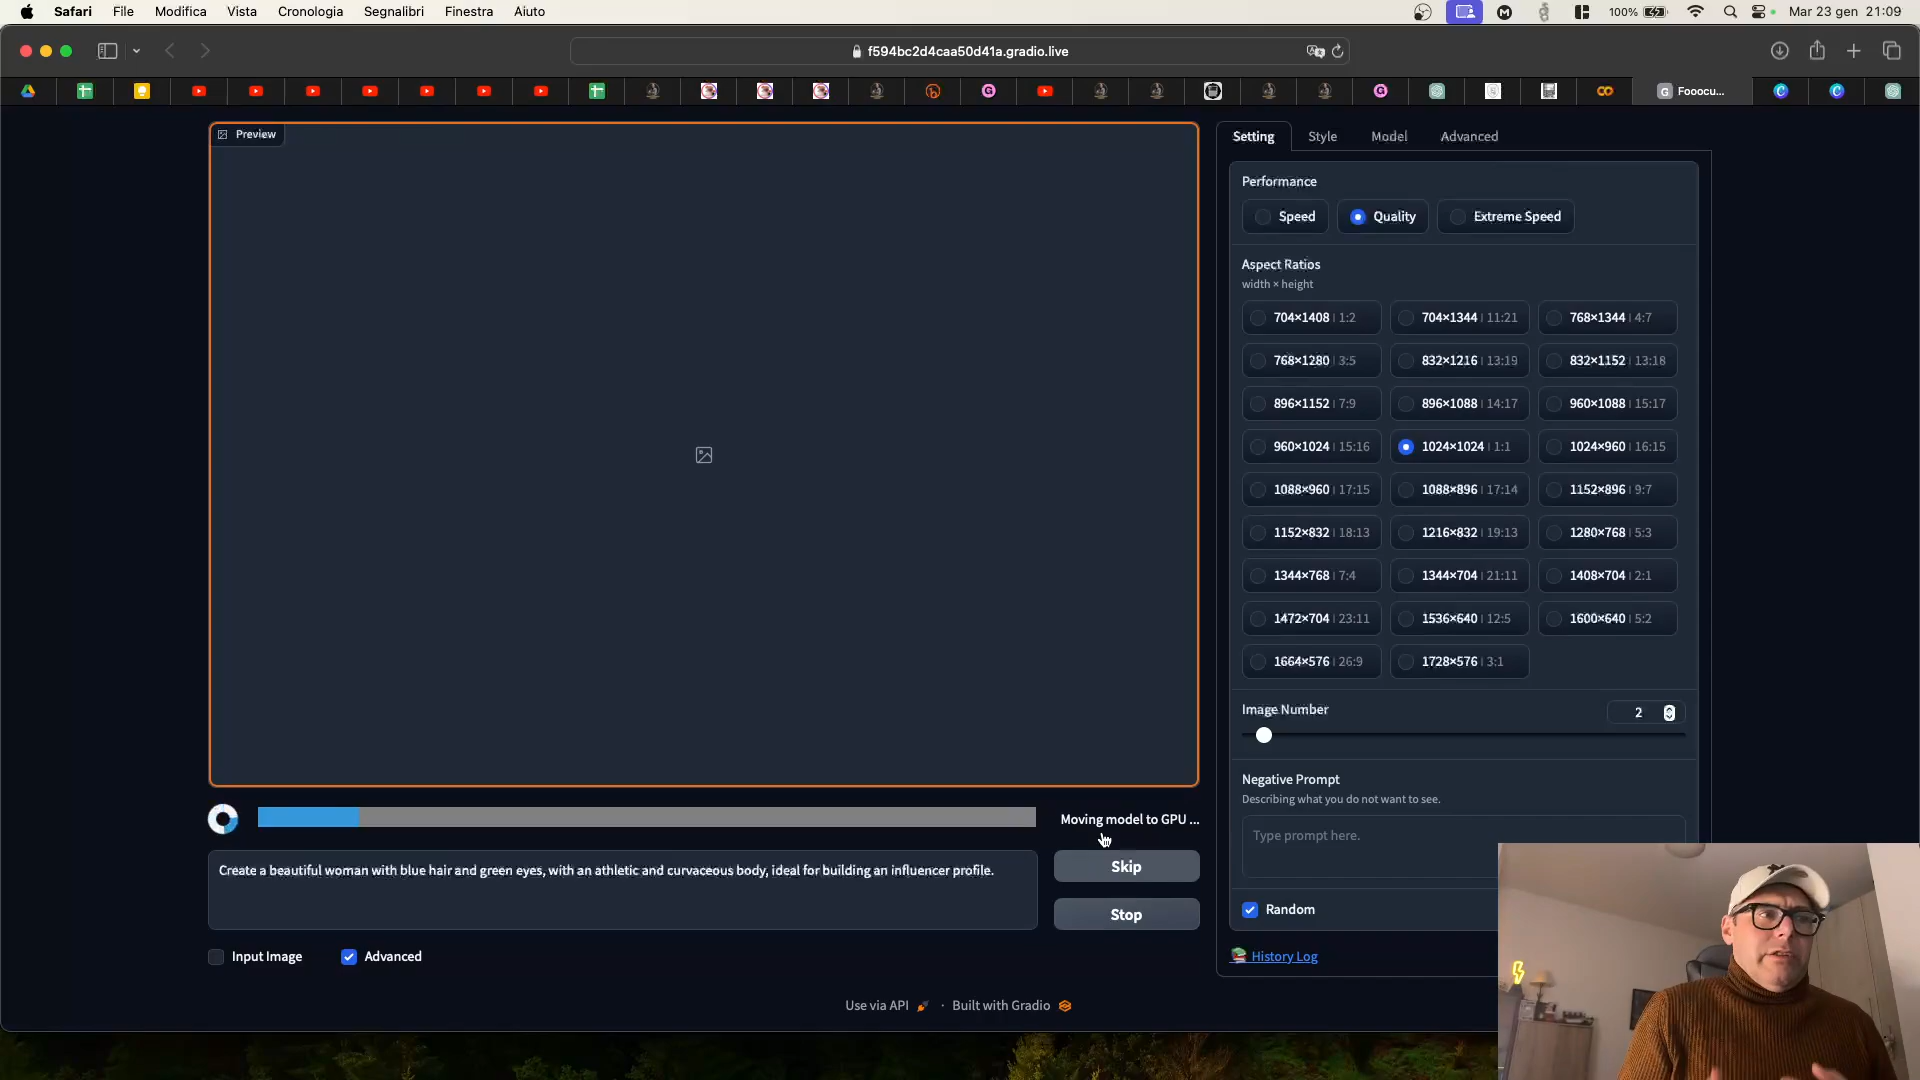 Safari File Modifica Vista Cronologia Segnalibri Finestra Aiuto
100% Mar 23 gen 21:09
f594bc2d4caa50d41a.gradio.live
Fooocu...
Preview
Setting Style Model Advanced
Performance
Speed Quality Extreme Speed
Aspect Ratios
width × height
704×1408 | 1:2 704×1344 | 11:21 768×1344 | 4:7
768×1280 | 3:5 832×1216 | 13:19 832×1152 | 13:18
896×1152 | 7:9 896×1088 | 14:17 960×1088 | 15:17
960×1024 | 15:16 1024×1024 | 1:1 1024×960 | 16:15
1088×960 | 17:15 1088×896 | 17:14 1152×896 | 9:7
1152×832 | 18:13 1216×832 | 19:13 1280×768 | 5:3
1344×768 | 7:4 1344×704 | 21:11 1408×704 | 2:1
1472×704 | 23:11 1536×640 | 12:5 1600×640 | 5:2
1664×576 | 26:9 1728×576 | 3:1
Image Number 2
Negative Prompt
Describing what you do not want to see.
Type prompt here.
Random
History Log
Moving model to GPU ...
Create a beautiful woman with blue hair and green eyes, with an athletic and curvaceous body, ideal for building an influencer profile.
Skip
Stop
Input Image Advanced
Use via API · Built with Gradio